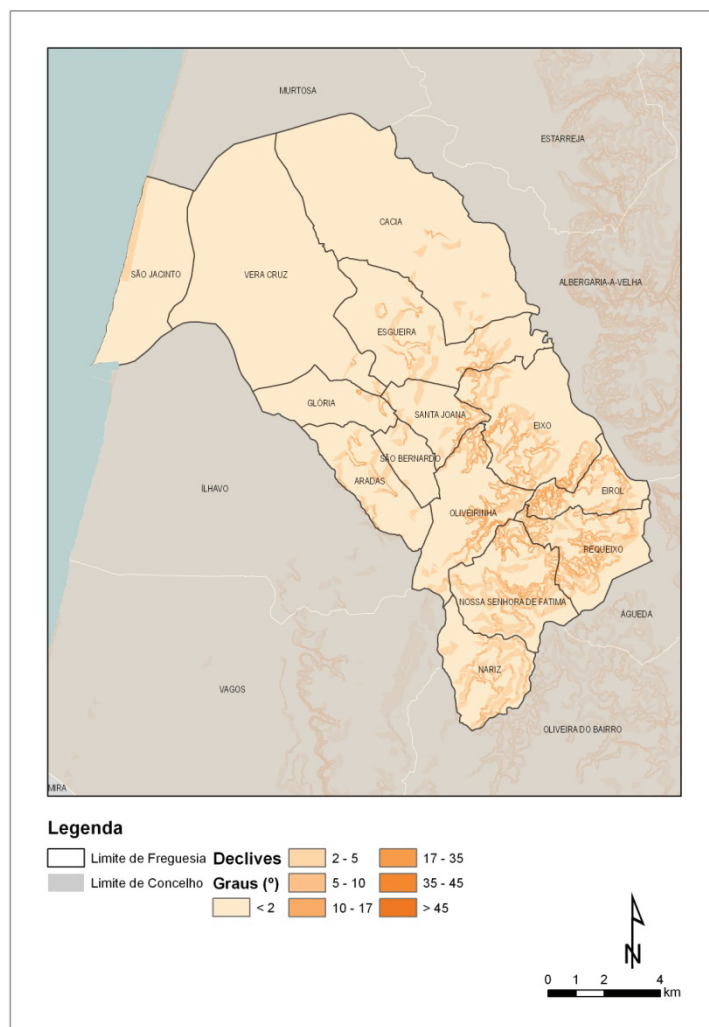 MURTOSA
ESTARREJA
CACIA
SÃO JACINTO
VERA CRUZ
ALBERGARIA-A-VELHA
ESGUEIRA
GLÓRIA
SANTA JOANA
EIXO
SÃO BERNARDO
ARADAS
ÍLHAVO
EIROL
OLIVEIRINHA
REQUEIXO
NOSSA SENHORA DE FATIMA
ÁGUEDA
NARIZ
VAGOS
OLIVEIRA DO BAIRRO
MIRA
Legenda
Limite de Freguesia
Limite de Concelho
Declives
Graus (º)
< 2
2 - 5
5 - 10
10 - 17
17 - 35
35 - 45
> 45
N
0 1 2 4
km